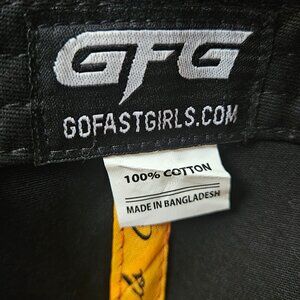 GFG
GOFASTGIRLS.COM
100% COTTON
MADE IN BANGLADESH